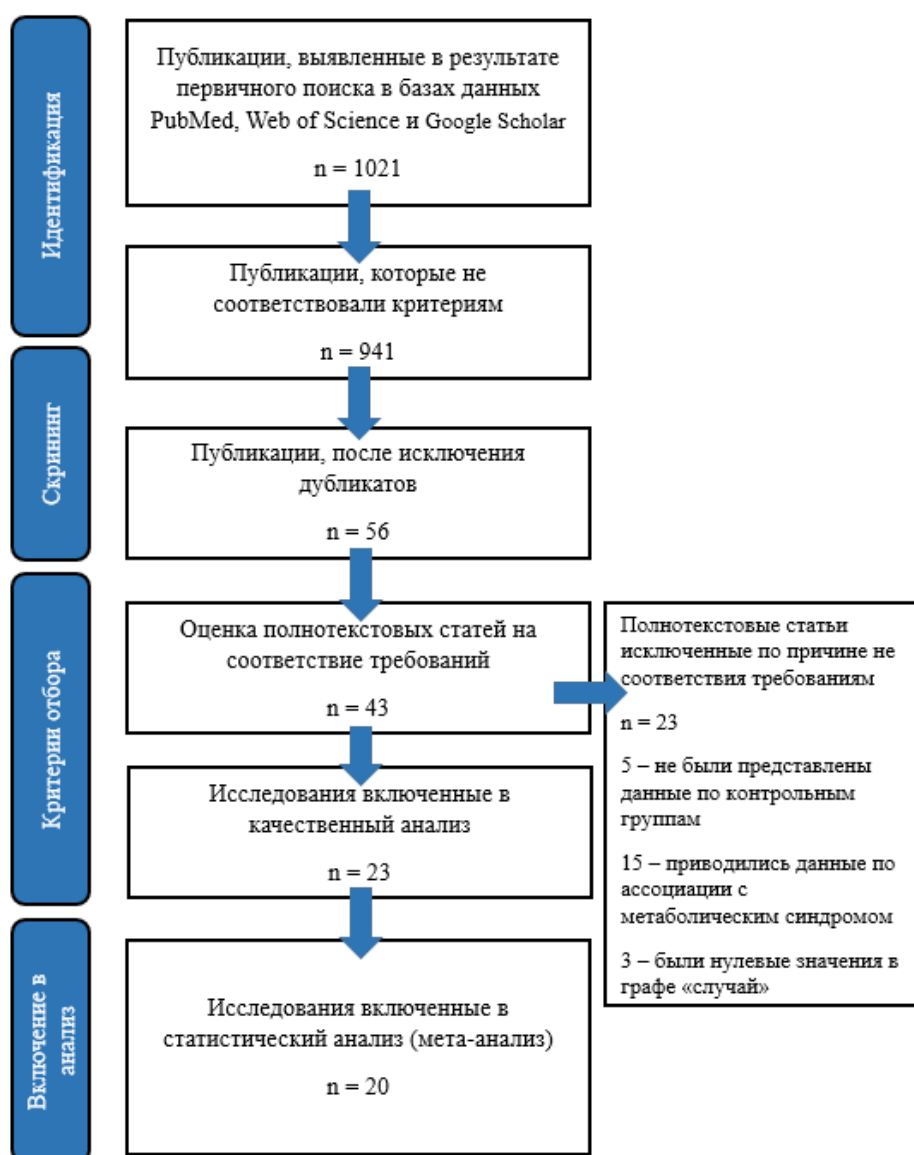 Идентификация
Публикации, выявленные в результате
первичного поиска в базах данных
PubMed, Web of Science и Google Scholar
n = 1021
Публикации, которые не
соответствовали критериям
n = 941
Скрининг
Публикации, после исключения
дубликатов
n = 56
Критерии отбора
Оценка полнотекстовых статей на
соответствие требований
n = 43
Полнотекстовые статьи
исключенные по причине не
соответствия требованиям
n = 23
5 – не были представлены
данные по контрольным
группам
15 – приводились данные по
ассоциации с
метаболическим синдромом
3 – были нулевые значения в
графе «случай»
Исследования включенные в
качественный анализ
n = 23
Включение в
анализ
Исследования включенные в
статистический анализ (мета-анализ)
n = 20